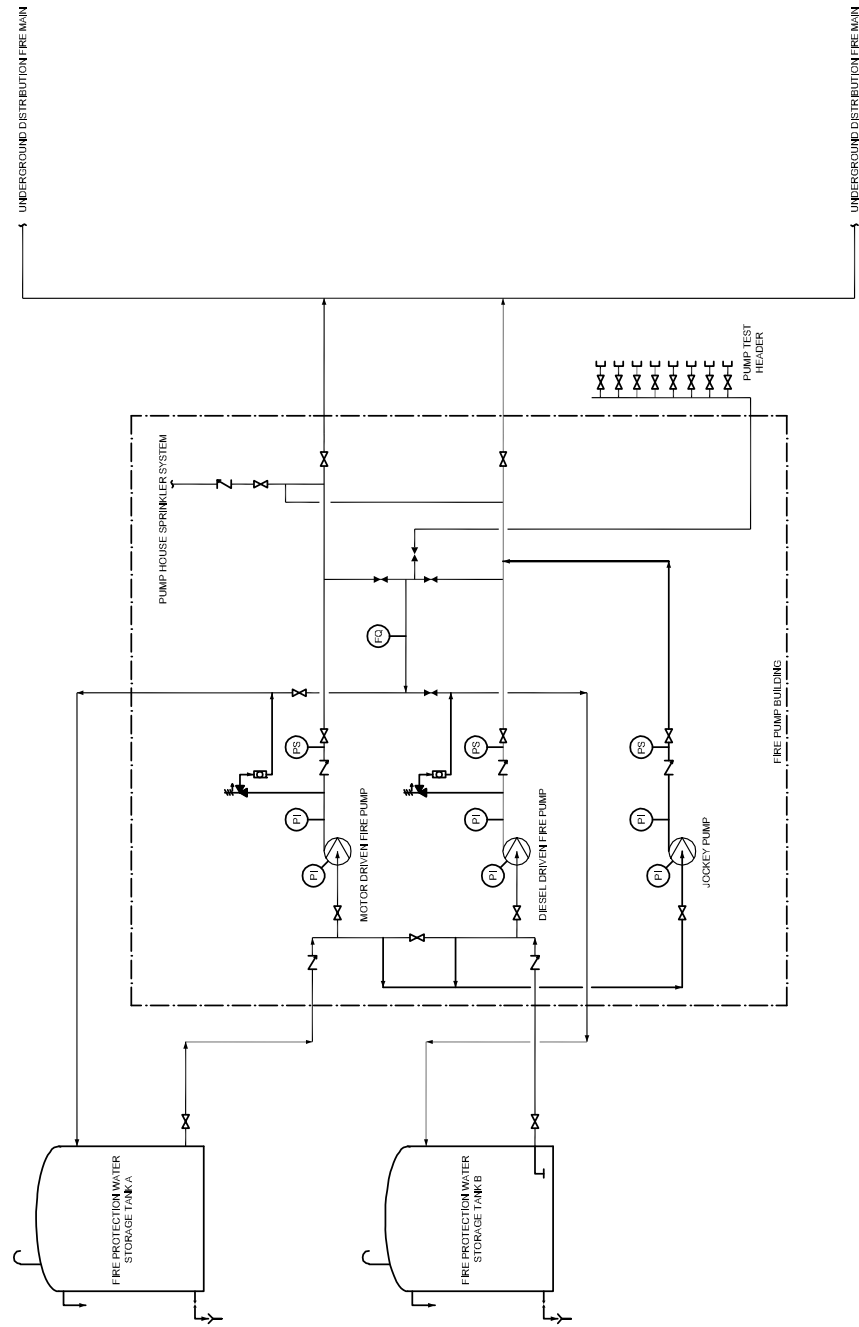 UNDERGROUND DISTRIBUTION FIRE MAIN
UNDERGROUND DISTRIBUTION FIRE MAIN
PUMP TEST
HEADER
PUMP HOUSE SPRINKLER SYSTEM
FQ
FIRE PUMP BUILDING
PS
PS
PS
PI
PI
PI
PI
PI
PI
MOTOR DRIVEN FIRE PUMP
DIESEL DRIVEN FIRE PUMP
JOCKEY PUMP
FIRE PROTECTION WATER
STORAGE TANK A
FIRE PROTECTION WATER
STORAGE TANK B